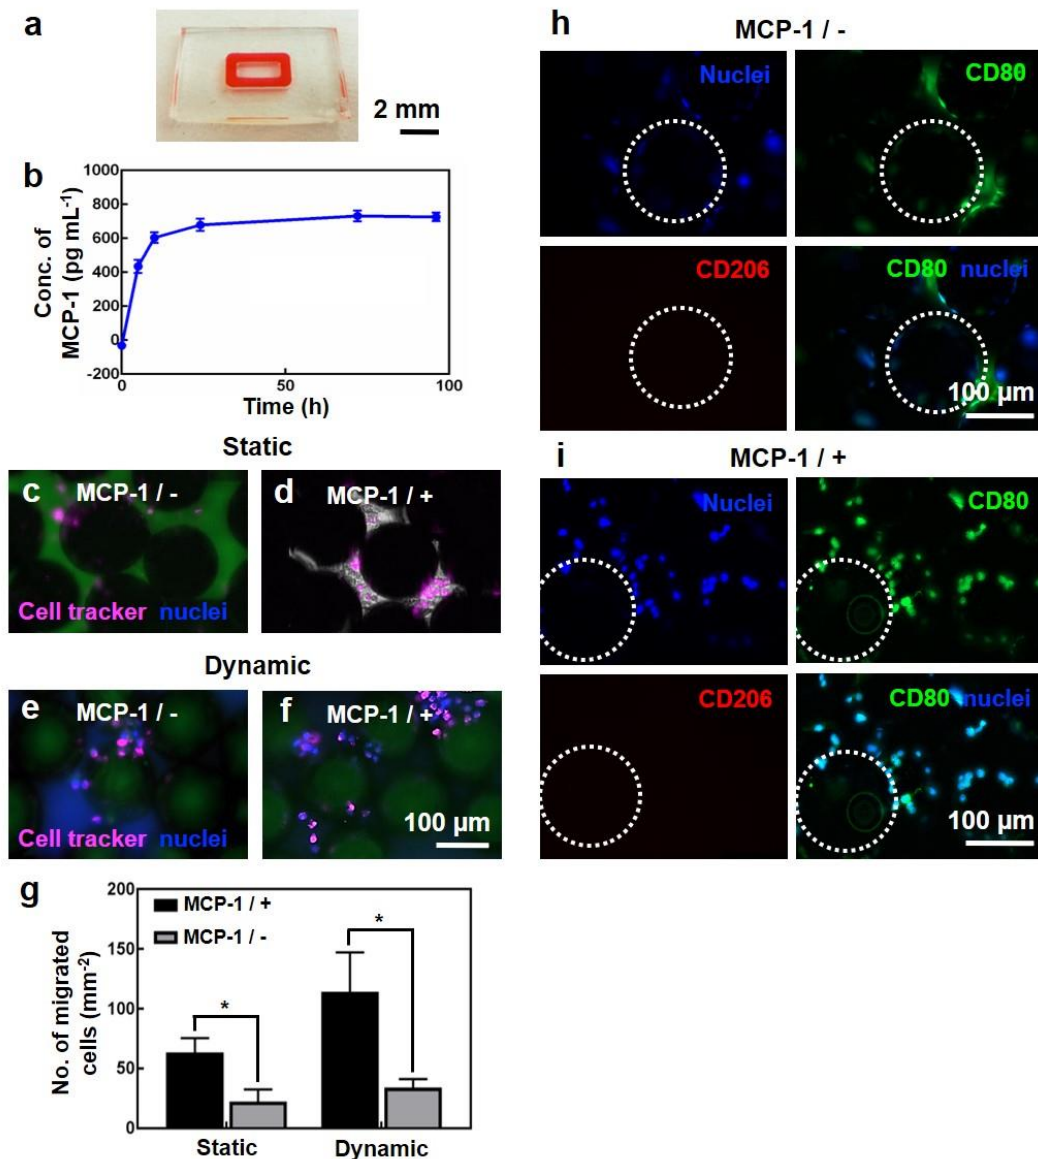 a
2 mm
b
Conc. of
MCP-1 (pg mL-1)
1000
800
600
400
200
0
-200
0
50
100
Time (h)
Static
c
MCP-1 / -
Cell tracker nuclei
d
MCP-1 / +
Dynamic
e
MCP-1 / -
Cell tracker nuclei
f
MCP-1 / +
100 µm
g
No. of migrated
cells (mm-2)
200
150
100
50
0
MCP-1 / +
MCP-1 / -
*
*
Static
Dynamic
h
MCP-1 / -
Nuclei
CD80
CD206
CD80 nuclei
100 µm
i
MCP-1 / +
Nuclei
CD80
CD206
CD80 nuclei
100 µm